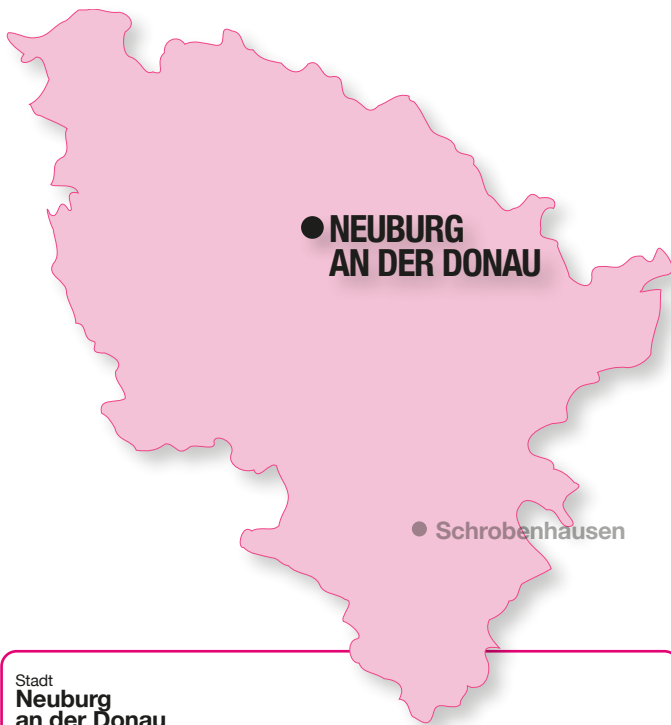 NEUBURG
AN DER DONAU
Schrobenhausen
Stadt
Neuburg
an der Donau